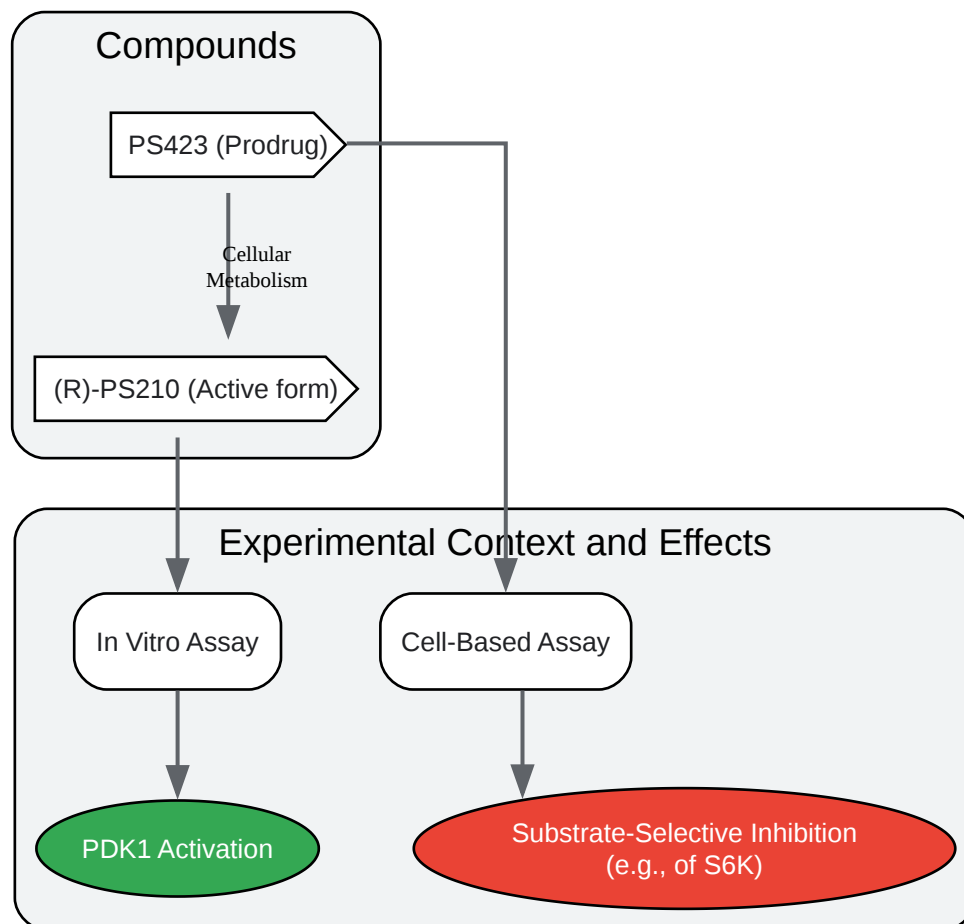 Compounds
PS423 (Prodrug)
Cellular
Metabolism
(R)-PS210 (Active form)
Experimental Context and Effects
In Vitro Assay
Cell-Based Assay
PDK1 Activation
Substrate-Selective Inhibition
(e.g., of S6K)